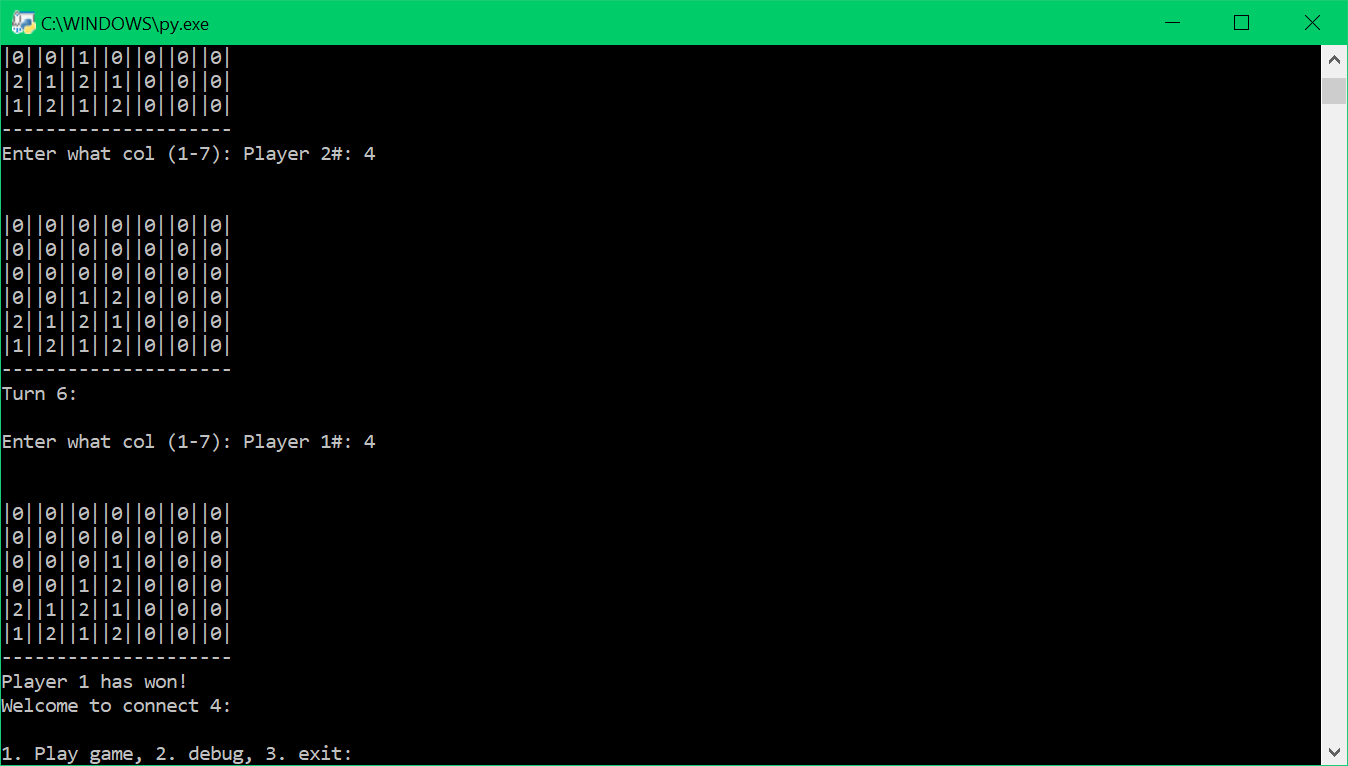 C:\WINDOWS\py.exe
|0||0||1||0||0||0||0|
|2||1||2||1||0||0||0|
|1||2||1||2||0||0||0|
---------------------
Enter what col (1-7): Player 2#: 4
|0||0||0||0||0||0||0|
|0||0||0||0||0||0||0|
|0||0||0||0||0||0||0|
|0||0||1||2||0||0||0|
|2||1||2||1||0||0||0|
|1||2||1||2||0||0||0|
---------------------
Turn 6:
Enter what col (1-7): Player 1#: 4
|0||0||0||0||0||0||0|
|0||0||0||0||0||0||0|
|0||0||0||1||0||0||0|
|0||0||1||2||0||0||0|
|2||1||2||1||0||0||0|
|1||2||1||2||0||0||0|
---------------------
Player 1 has won!
Welcome to connect 4:
1. Play game, 2. debug, 3. exit: